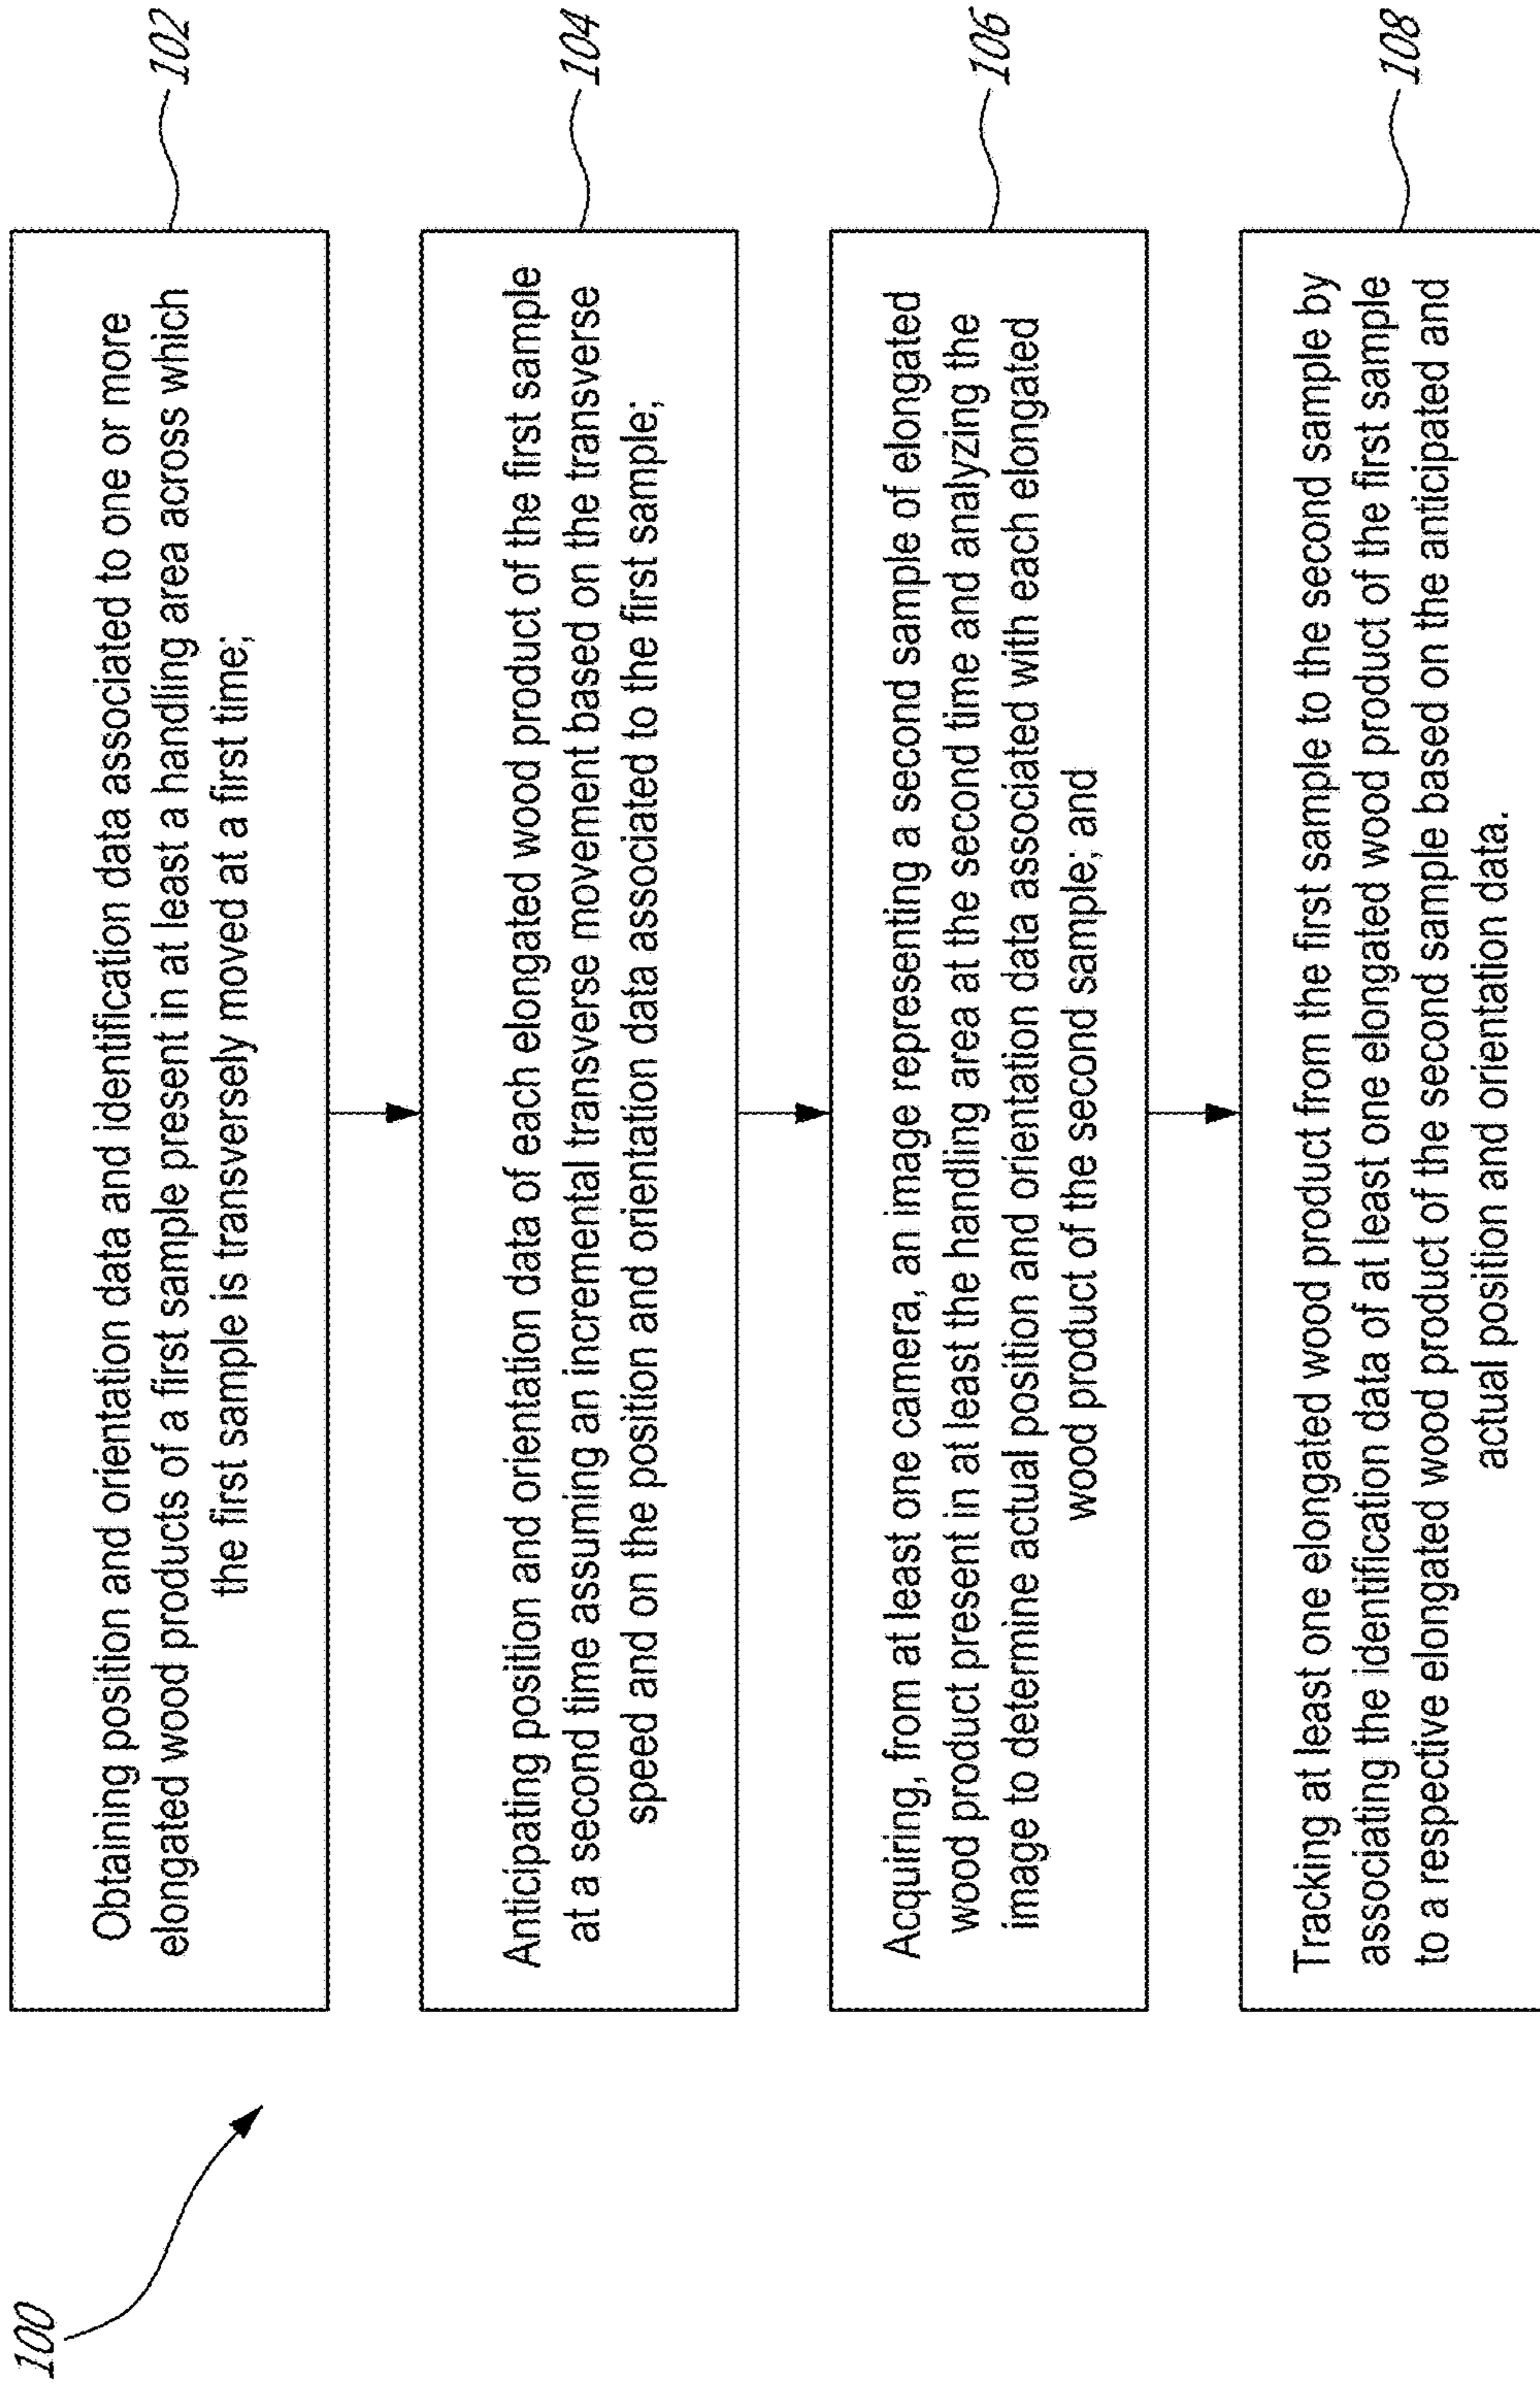 100
Obtaining position and orientation data and identification data associated to one or more
elongated wood products of a first sample present in at least a handling area across which
the first sample is transversely moved at a first time;
102
Anticipating position and orientation data of each elongated wood product of the first sample
at a second time assuming an incremental transverse movement based on the transverse
speed and on the position and orientation data associated to the first sample;
104
Acquiring, from at least one camera, an image representing a second sample of elongated
wood product present in at least the handling area at the second time and analyzing the
image to determine actual position and orientation data associated with each elongated
wood product of the second sample; and
106
Tracking at least one elongated wood product from the first sample to the second sample by
associating the identification data of at least one elongated wood product of the first sample
to a respective elongated wood product of the second sample based on the anticipated and
actual position and orientation data.
108